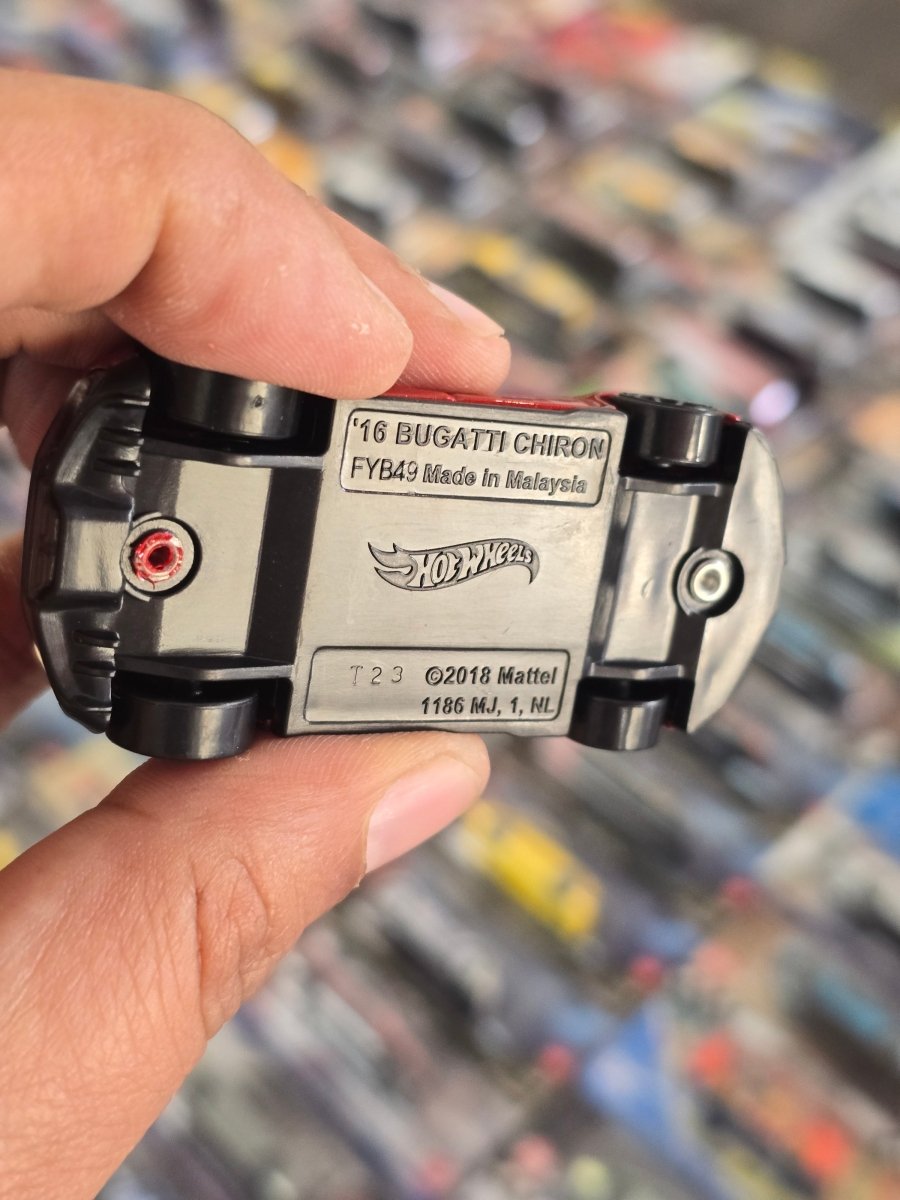 '16 BUGATTI CHIRON
FYB49 Made in Malaysia
HOT WHEELS
T23 ©2018 Mattel
1186 MJ, 1, NL